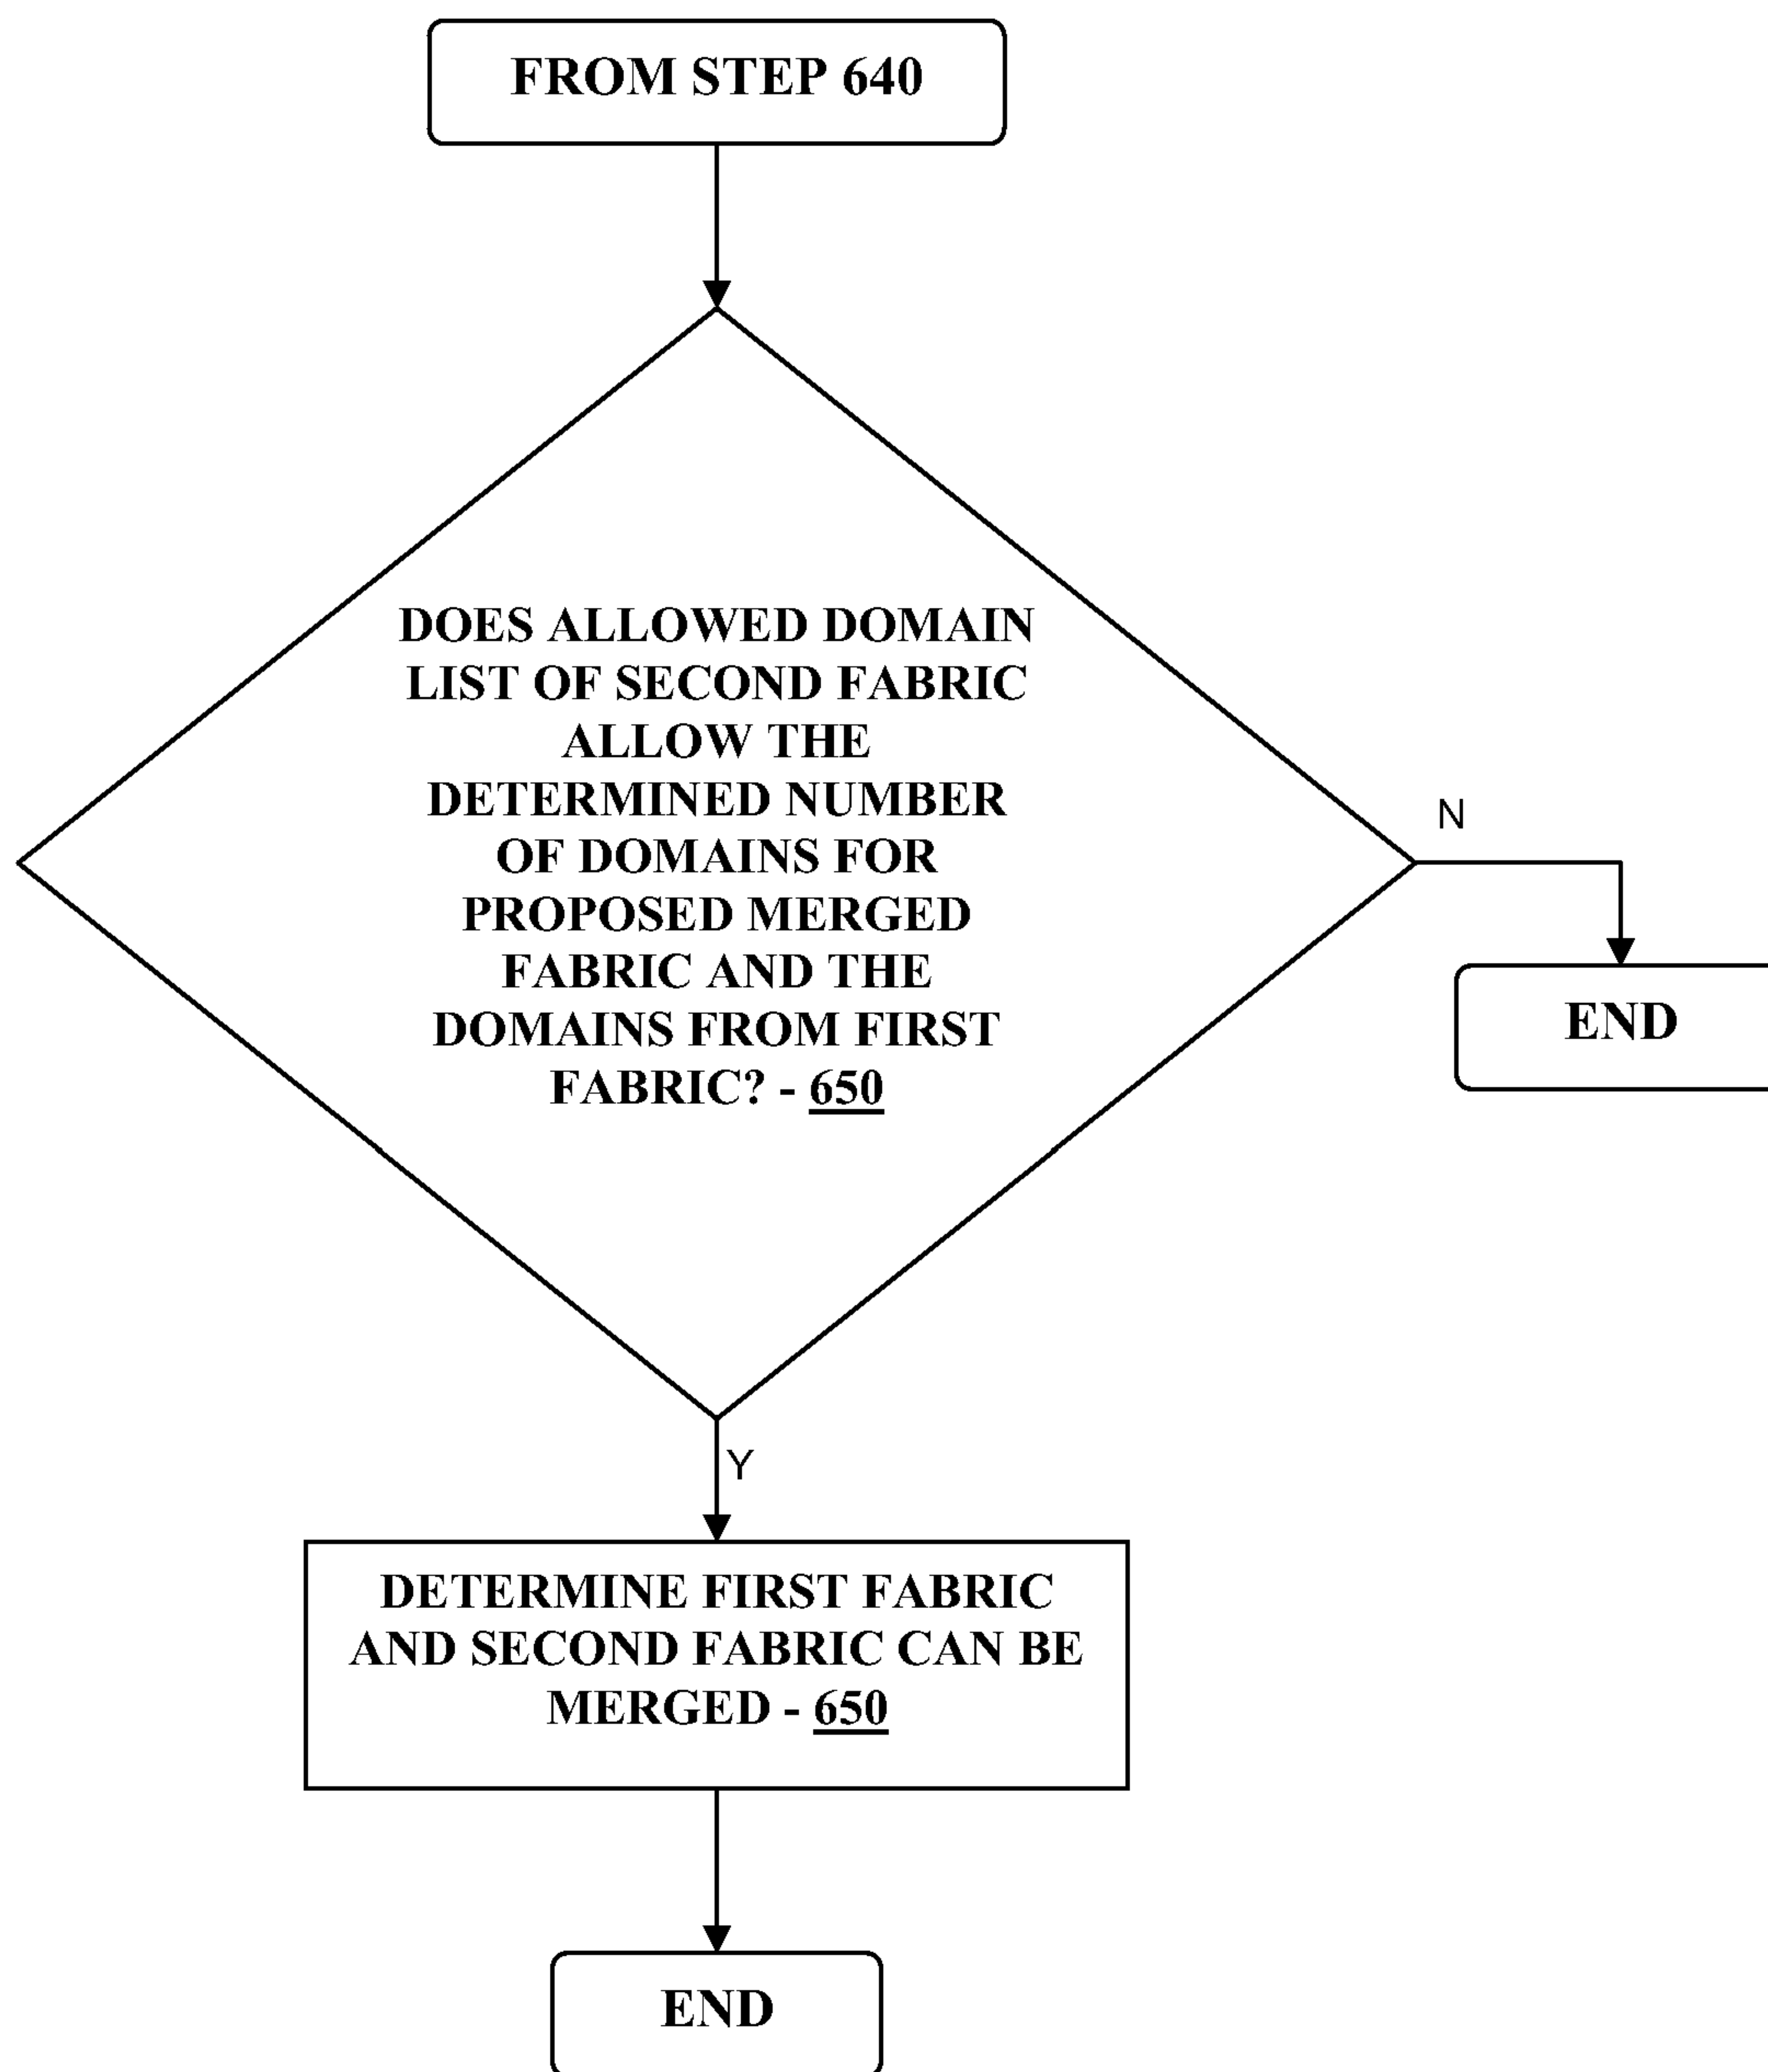 FROM STEP 640
DOES ALLOWED DOMAIN
LIST OF SECOND FABRIC
ALLOW THE
DETERMINED NUMBER
OF DOMAINS FOR
PROPOSED MERGED
FABRIC AND THE
DOMAINS FROM FIRST
FABRIC? - 650
N
END
Y
DETERMINE FIRST FABRIC
AND SECOND FABRIC CAN BE
MERGED - 650
END